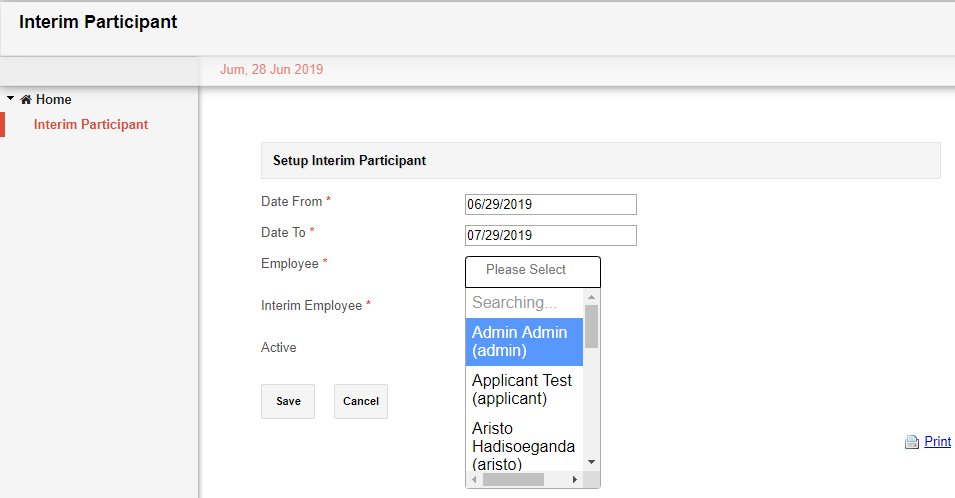 Interim Participant
Jum, 28 Jun 2019
Home
Interim Participant
Setup Interim Participant
Date From *
06/29/2019
Date To *
07/29/2019
Employee *
Please Select
Searching...
Admin Admin
(admin)
Applicant Test
(applicant)
Aristo
Hadisoeganda
(aristo)
Interim Employee *
Active
Save
Cancel
Print